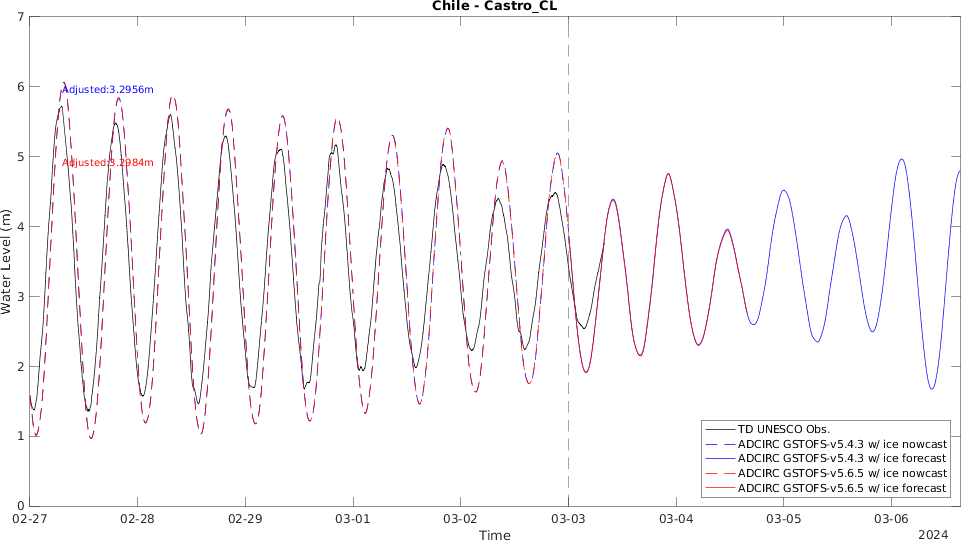 Chile - Castro_CL
7
6
5
4
3
2
1
0
Water Level (m)
Adjusted:3.2956m
Adjusted:3.2984m
TD UNESCO Obs.
ADCIRC GSTOFS-v5.4.3 w/ ice nowcast
ADCIRC GSTOFS-v5.4.3 w/ ice forecast
ADCIRC GSTOFS-v5.6.5 w/ ice nowcast
ADCIRC GSTOFS-v5.6.5 w/ ice forecast
02-27 02-28 02-29 03-01 03-02 03-03 03-04 03-05 03-06
Time
2024